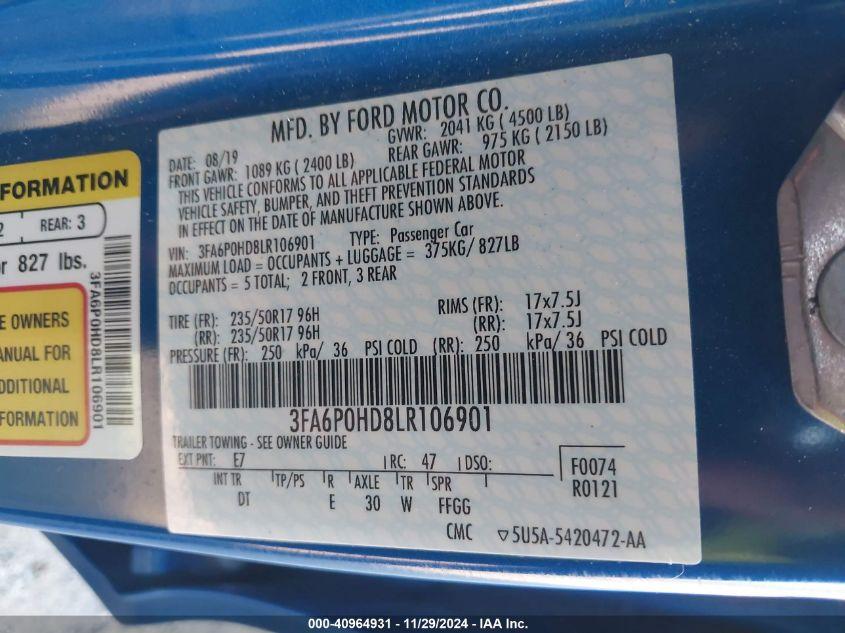 MFD. BY FORD MOTOR CO.
DATE: 08/19 GVWR: 2041 KG ( 4500 LB)
FRONT GAWR: 1089 KG ( 2400 LB) REAR GAWR: 975 KG ( 2150 LB)
THIS VEHICLE CONFORMS TO ALL APPLICABLE FEDERAL MOTOR
VEHICLE SAFETY, BUMPER, AND THEFT PREVENTION STANDARDS
IN EFFECT ON THE DATE OF MANUFACTURE SHOWN ABOVE.
VIN: 3FA6P0HD8LR106901 TYPE: Passenger Car
MAXIMUM LOAD = OCCUPANTS + LUGGAGE = 375KG/ 827LB
OCCUPANTS = 5 TOTAL; 2 FRONT, 3 REAR
TIRE (FR): 235/50R17 96H RIMS (FR): 17x7.5J
(RR): 235/50R17 96H (RR): 17x7.5J
PRESSURE (FR): 250 kPa/ 36 PSI COLD (RR): 250 kPa/ 36 PSI COLD
3FA6P0HD8LR106901
TRAILER TOWING - SEE OWNER GUIDE
EXT PNT: E7 RC: 47 DSO: F0074
INT TR TP/PS R AXLE TR SPR R0121
DT E 30 W FFGG
CMC 5U5A-5420472-AA
FORMATION
2 REAR: 3
or 827 lbs.
E OWNERS
ANUAL FOR
ADDITIONAL
3FA6P0HD8LR106901
000-40964931 - 11/29/2024 - IAA Inc.